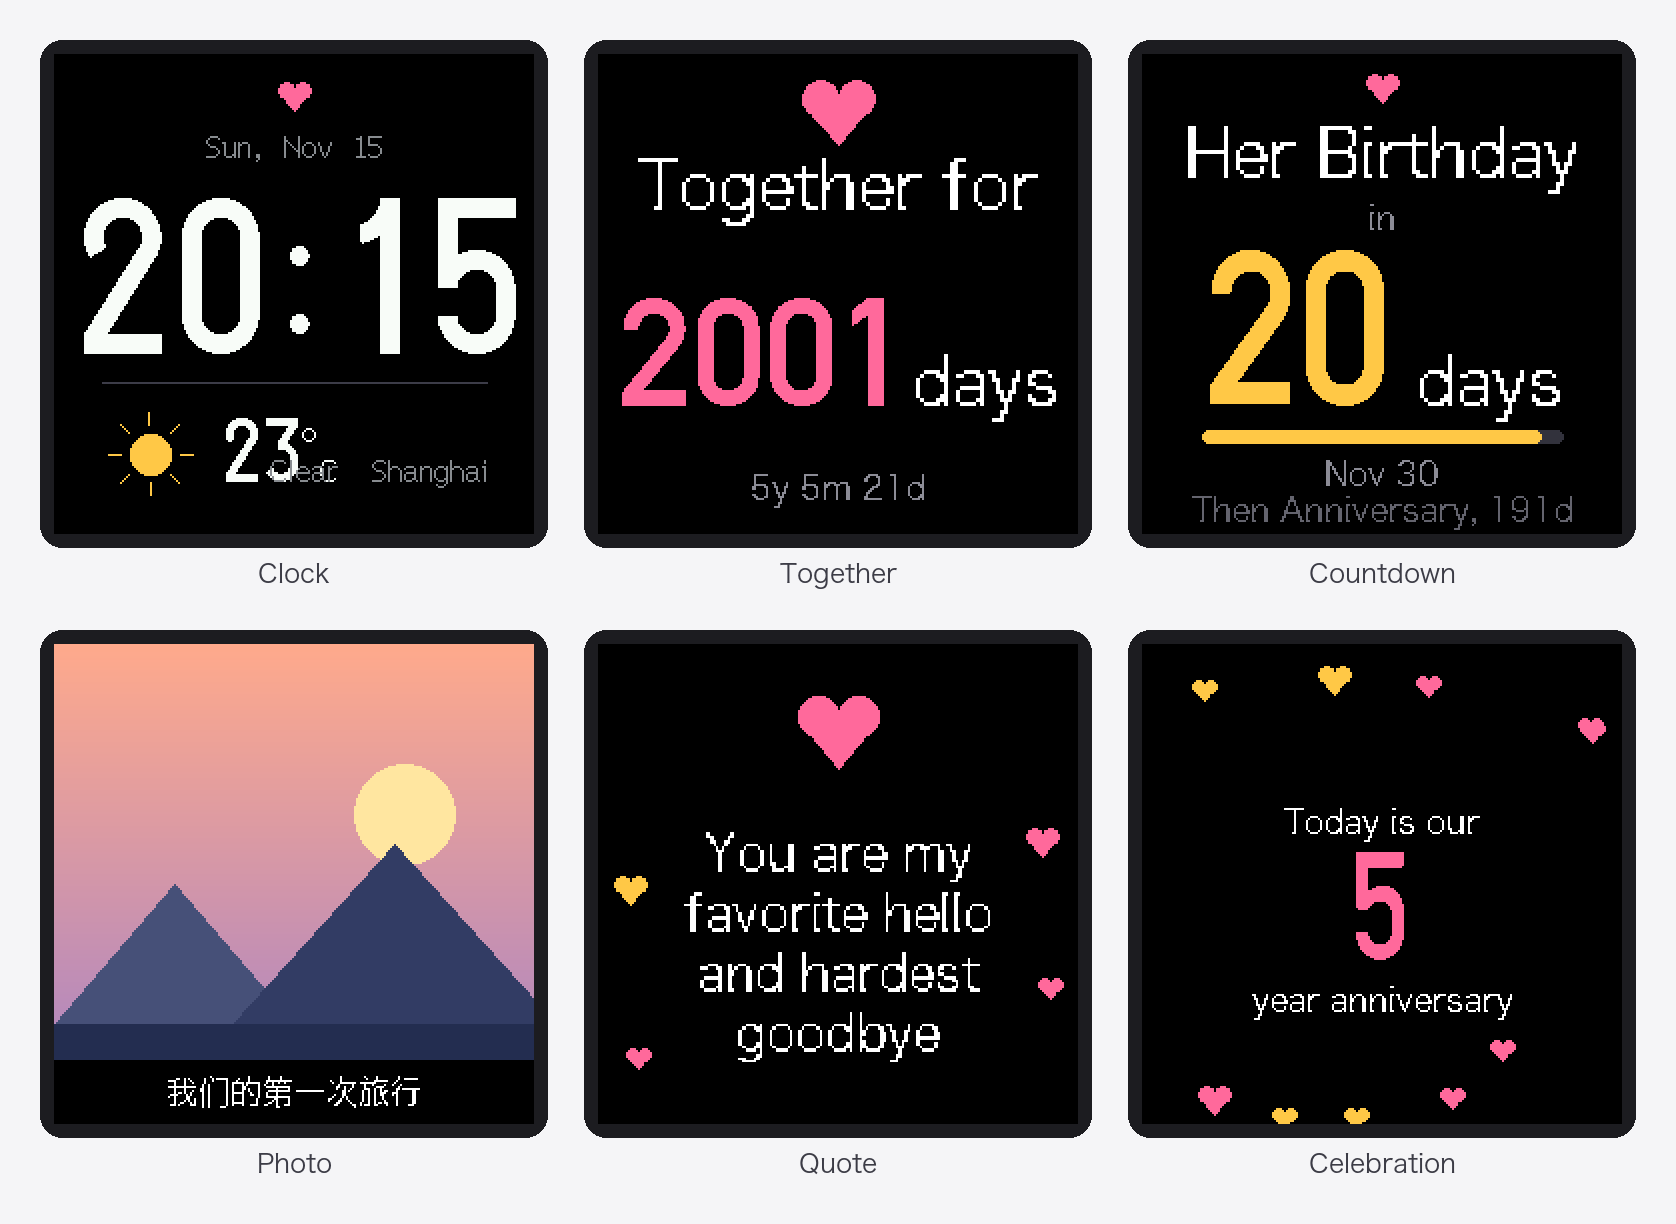 Sun, Nov 15
20:15
23°C
Clear Shanghai
Clock
Together for
2001 days
5y 5m 21d
Together
Her Birthday
in
20 days
Nov 30
Then Anniversary, 191d
Countdown
我们的第一次旅行
Photo
You are my
favorite hello
and hardest
goodbye
Quote
Today is our
5
year anniversary
Celebration